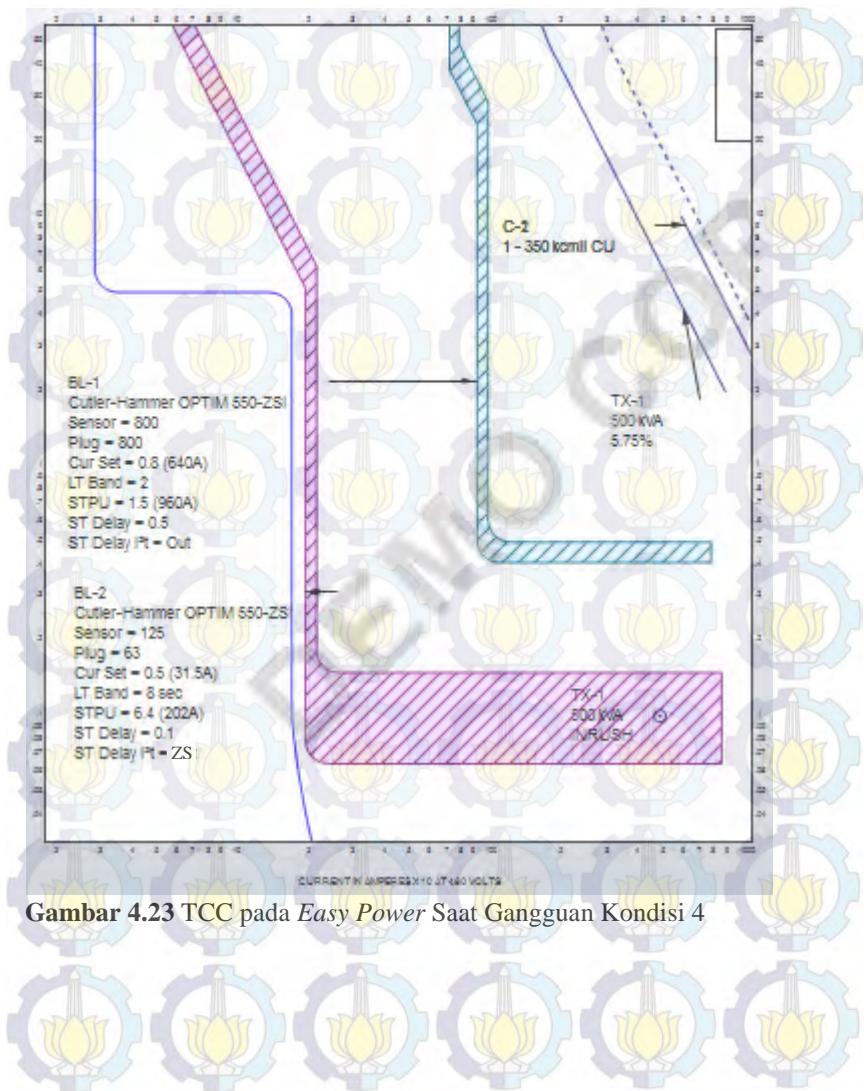 C-2
1 - 350 kcmil CU
BL-1
Cutler-Hammer OPTIM 550-ZSI
Sensor = 800
Plug = 800
Cur Set = 0.8 (640A)
LT Band = 2
STPU = 1.5 (960A)
ST Delay = 0.5
ST Delay I²t = Out
TX-1
500 kVA
5.75%
BL-2
Cutler-Hammer OPTIM 550-ZSI
Sensor = 125
Plug = 63
Cur Set = 0.5 (31.5A)
LT Band = 8 sec
STPU = 6.4 (202A)
ST Delay = 0.1
ST Delay I²t = ZSI
TX-1
500 kVA
INRUSH
DEMO COP
CURRENT IN AMPERES X 10 AT 480 VOLTS
Gambar 4.23 TCC pada Easy Power Saat Gangguan Kondisi 4